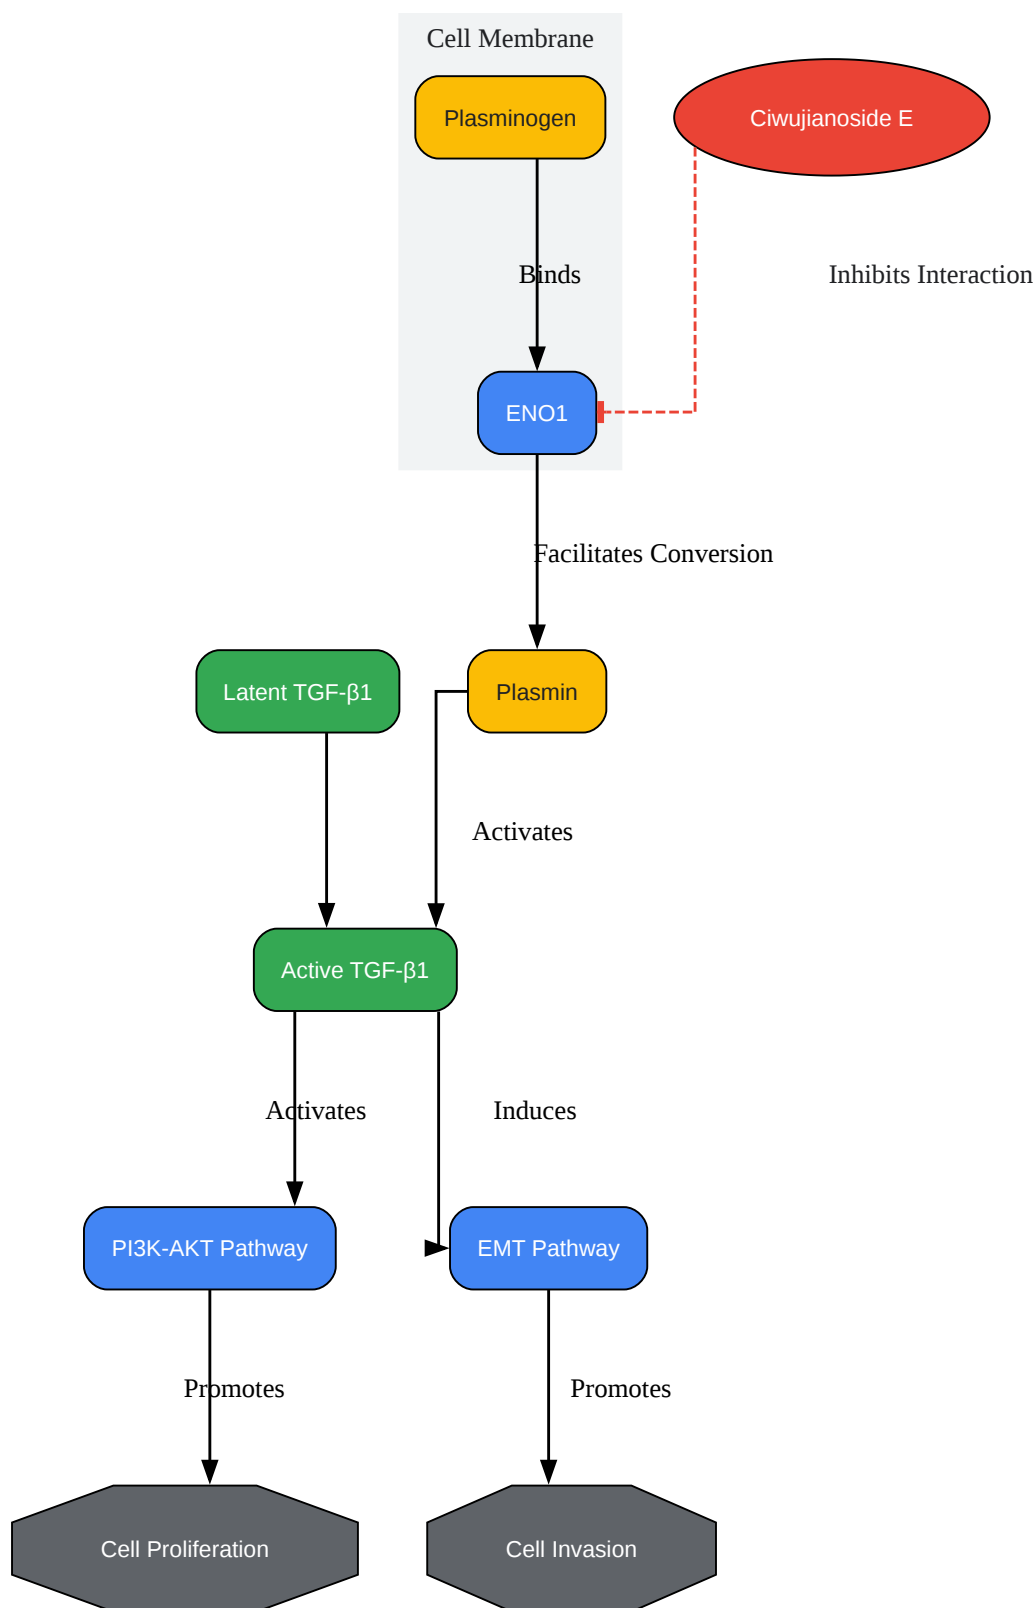 Cell Membrane
Plasminogen
Ciwujianoside E
Binds
Inhibits Interaction
ENO1
Facilitates Conversion
Latent TGF-β1
Plasmin
Activates
Active TGF-β1
Activates
Induces
PI3K-AKT Pathway
EMT Pathway
Promotes
Promotes
Cell Proliferation
Cell Invasion